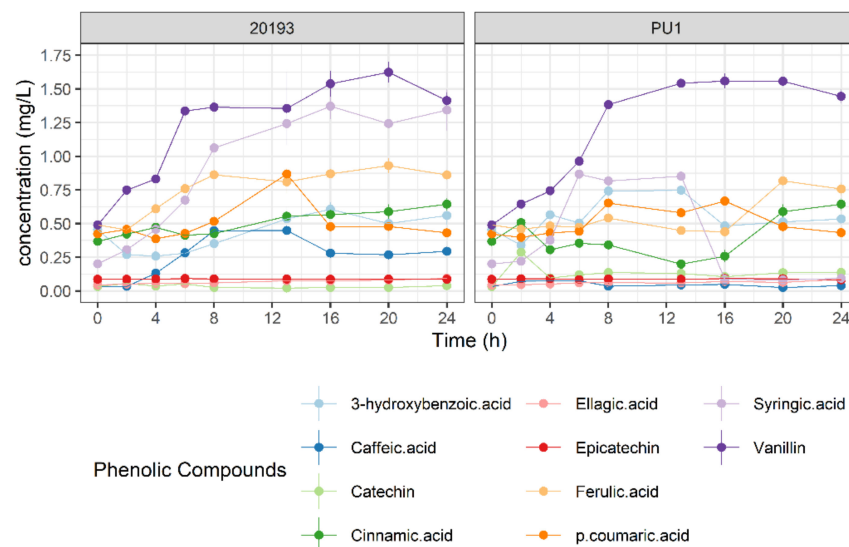 20193 PU1
1.75
1.50
1.25
1.00
0.75
0.50
0.25
0.00
concentration (mg/L)
0 4 8 12 16 20 24 0 4 8 12 16 20 24
Time (h)
Phenolic Compounds
3-hydroxybenzoic.acid Ellagic.acid Syringic.acid
Caffeic.acid Epicatechin Vanillin
Catechin Ferulic.acid
Cinnamic.acid p.coumaric.acid